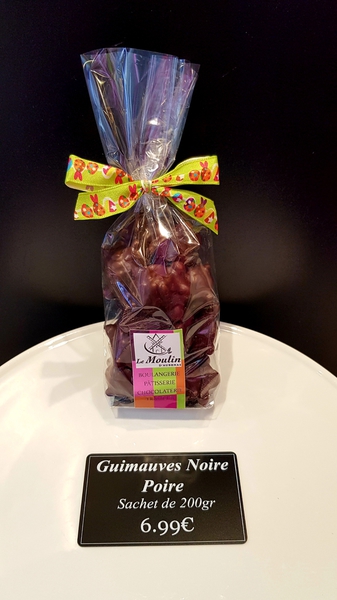 Le Moulin
BOULANGERIE
PÂTISSERIE
CHOCOLATERIE
Guimauves Noire
Poire
Sachet de 200gr
6.99€